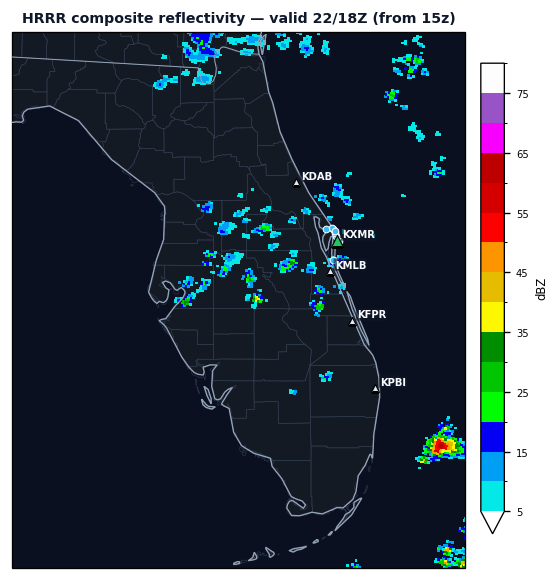 HRRR composite reflectivity — valid 22/18Z (from 15z)
KDAB
KXMR
KMLB
KFPR
KPBI
75
65
55
45
35
25
15
5
dBZ